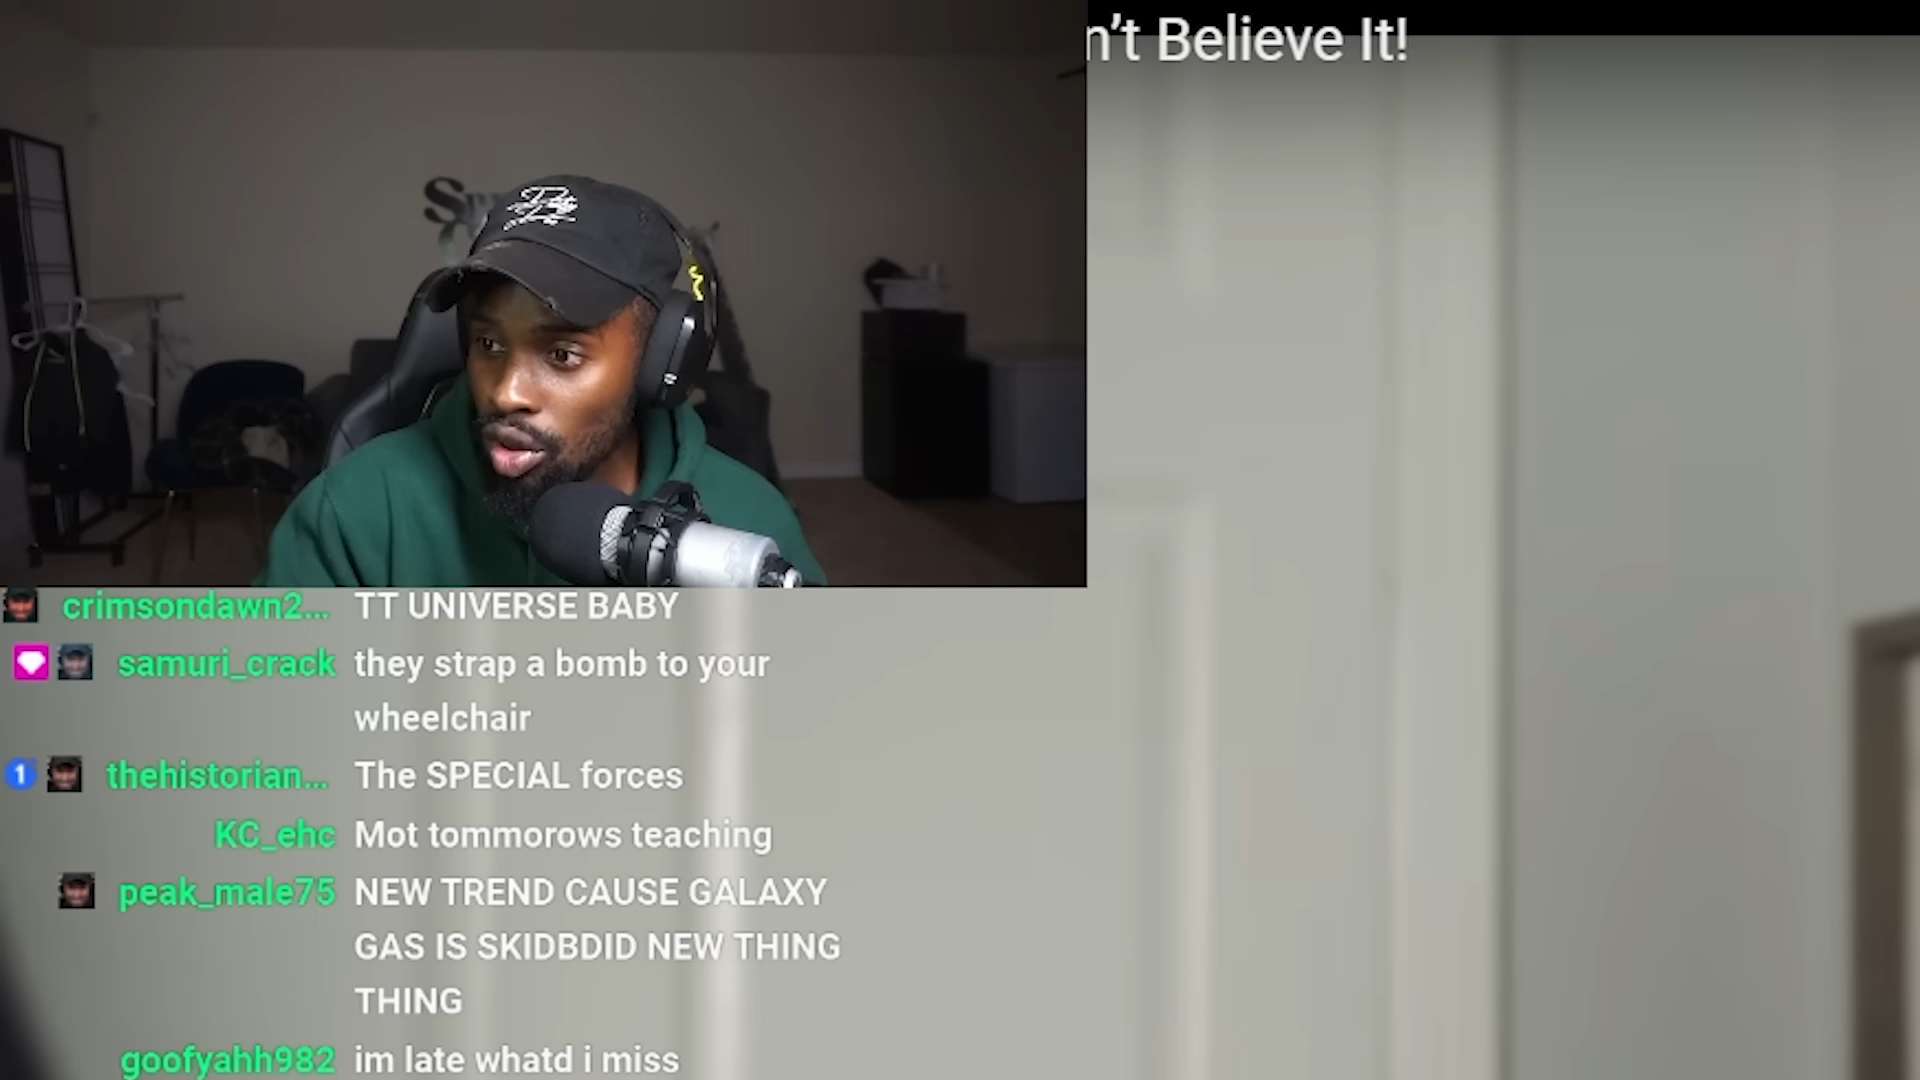 n't Believe It!
crimsondawn2... TT UNIVERSE BABY
samuri_crack they strap a bomb to your
wheelchair
1 thehistorian... The SPECIAL forces
KC_ehc Mot tommorows teaching
peak_male75 NEW TREND CAUSE GALAXY
GAS IS SKIDBDID NEW THING
THING
goofyahh982 im late whatd i miss